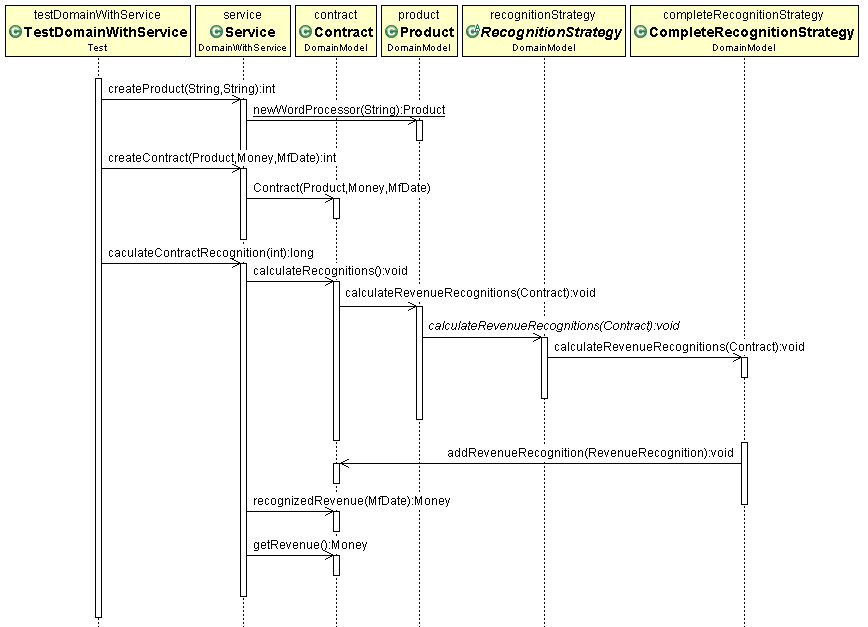 testDomainWithService
TestDomainWithService
Test
service
Service
DomainWithService
contract
Contract
DomainModel
product
Product
DomainModel
recognitionStrategy
RecognitionStrategy
DomainModel
completeRecognitionStrategy
CompleteRecognitionStrategy
DomainModel
createProduct(String,String):int
newWordProcessor(String):Product
createContract(Product,Money,MfDate):int
Contract(Product,Money,MfDate)
caculateContractRecognition(int):long
calculateRecognitions():void
calculateRevenueRecognitions(Contract):void
calculateRevenueRecognitions(Contract):void
calculateRevenueRecognitions(Contract):void
addRevenueRecognition(RevenueRecognition):void
recognizedRevenue(MfDate):Money
getRevenue():Money